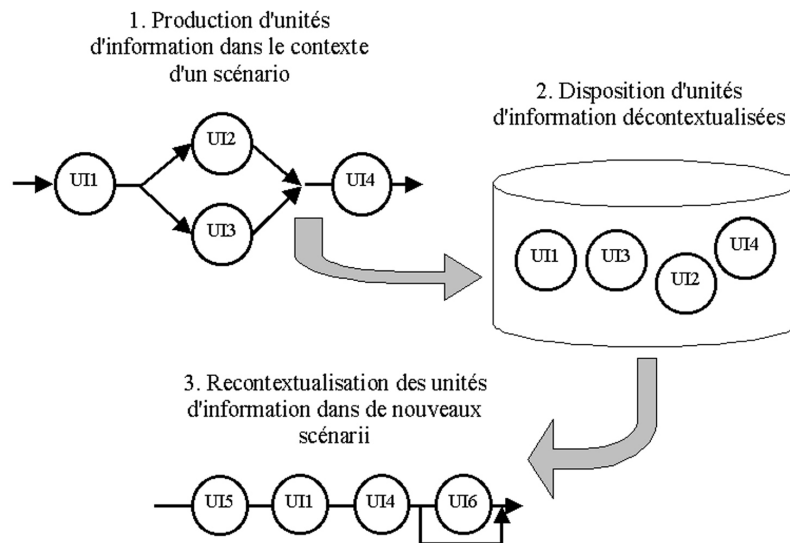 1. Production d'unités
d'information dans le contexte
d'un scénario
UI1
UI2
UI3
UI4
2. Disposition d'unités
d'information décontextualisées
UI1
UI3
UI2
UI4
3. Recontextualisation des unités
d'information dans de nouveaux
scénarii
UI5
UI1
UI4
UI6